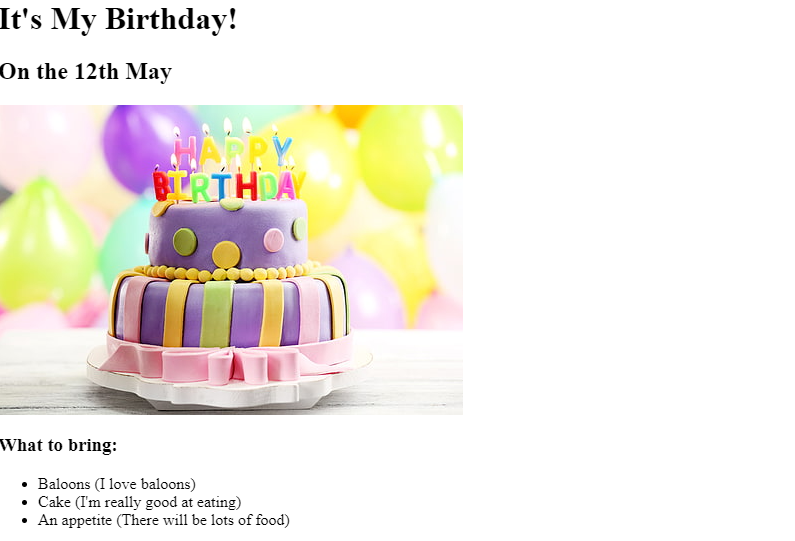 It's My Birthday!
On the 12th May
HAPPY
BIRTHDAY
What to bring:
Baloons (I love baloons)
Cake (I'm really good at eating)
An appetite (There will be lots of food)